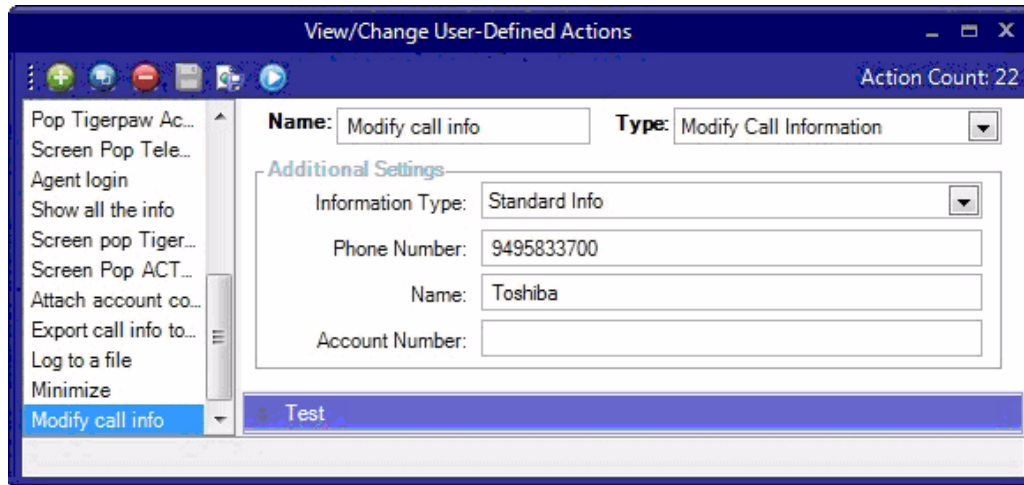 View/Change User-Defined Actions
Action Count: 22
Pop Tigerpaw Ac...
Screen Pop Tele...
Agent login
Show all the info
Screen pop Tiger...
Screen Pop ACT...
Attach account co...
Export call info to...
Log to a file
Minimize
Modify call info
Name: Modify call info Type: Modify Call Information
Additional Settings
Information Type: Standard Info
Phone Number: 9495833700
Name: Toshiba
Account Number:
Test